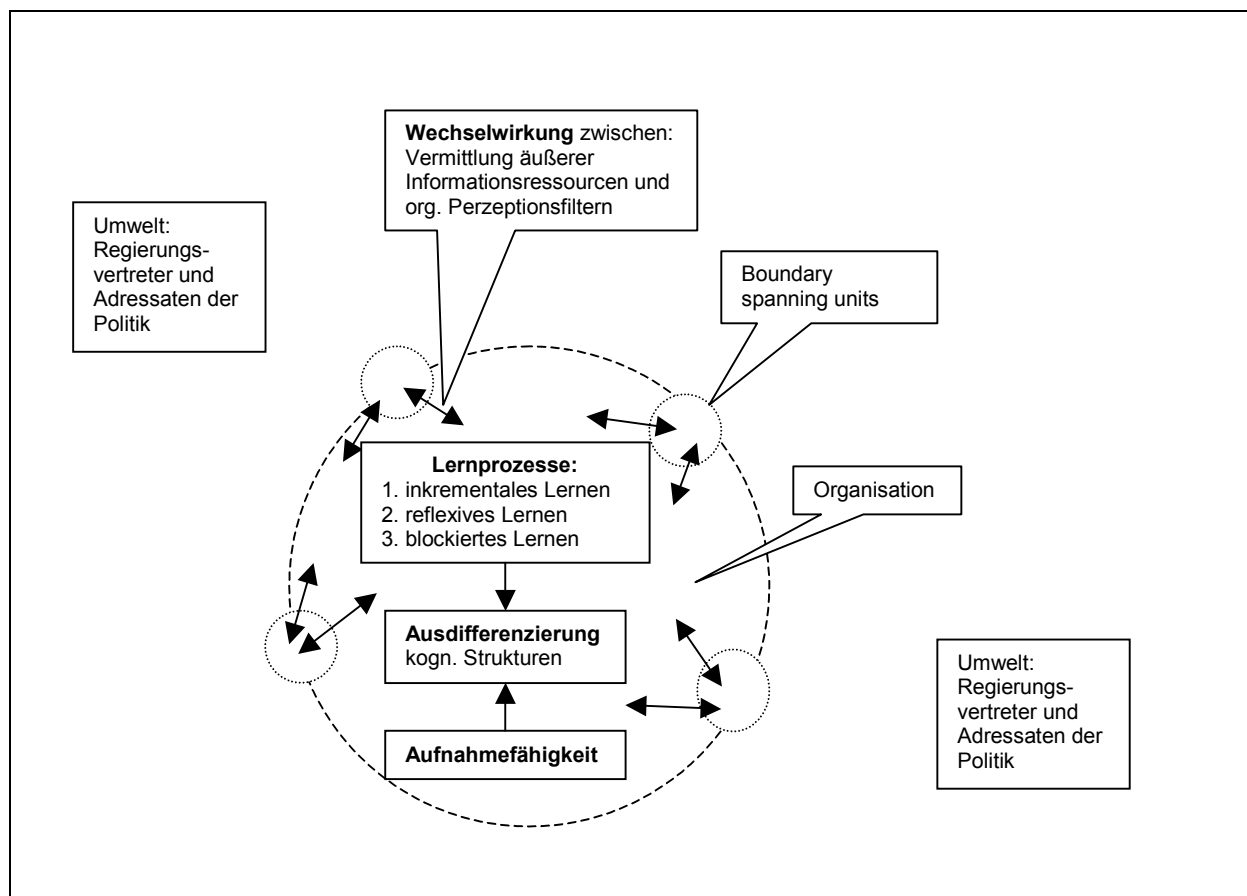 Wechselwirkung zwischen:
Vermittlung äußerer
Informationsressourcen und
org. Perzeptionsfiltern
Umwelt:
Regierungs-
vertreter und
Adressaten der
Politik
Boundary
spanning units
Lernprozesse:
1. inkrementales Lernen
2. reflexives Lernen
3. blockiertes Lernen
Organisation
Ausdifferenzierung
kogn. Strukturen
Umwelt:
Regierungs-
vertreter und
Adressaten der
Politik
Aufnahmefähigkeit